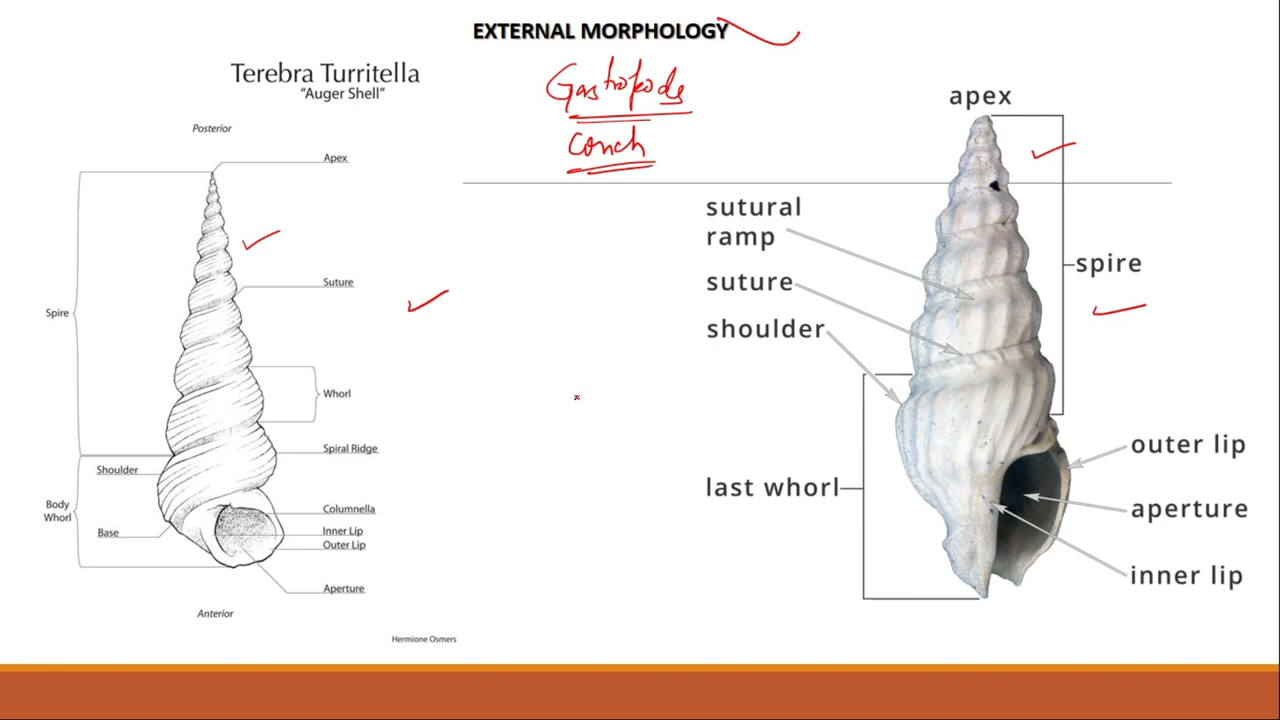 EXTERNAL MORPHOLOGY
Gastropods
conch
Terebra Turritella
"Auger Shell"
Posterior
Apex
Suture
Spire
Whorl
Spiral Ridge
Shoulder
Body
Whorl
Columnella
Base
Inner Lip
Outer Lip
Aperture
Anterior
Hermione Osmers
apex
sutural
ramp
spire
suture
shoulder
outer lip
last whorl
aperture
inner lip